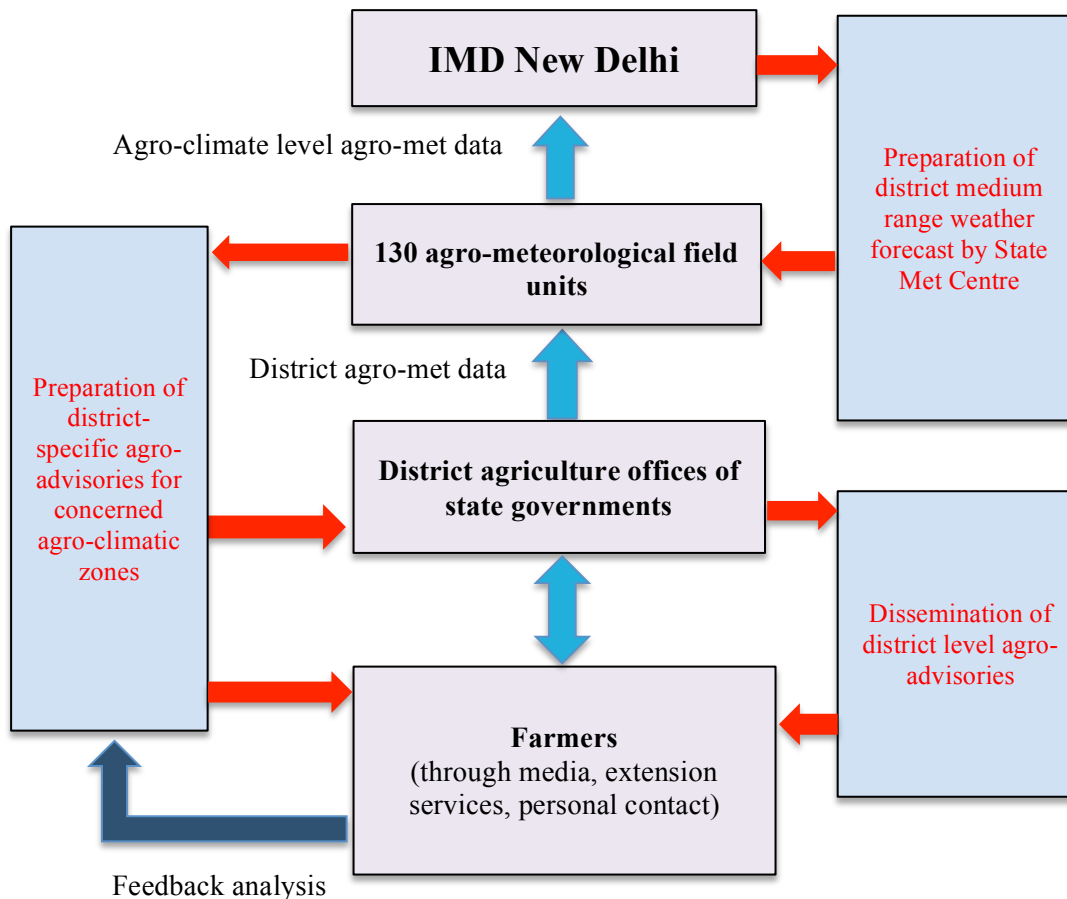 IMD New Delhi
Agro-climate level agro-met data
Preparation of
district medium
range weather
forecast by State
Met Centre
130 agro-meteorological field
units
District agro-met data
Preparation of
district-
specific agro-
advisories for
concerned
agro-climatic
zones
District agriculture offices of
state governments
Dissemination of
district level agro-
advisories
Farmers
(through media, extension
services, personal contact)
Feedback analysis